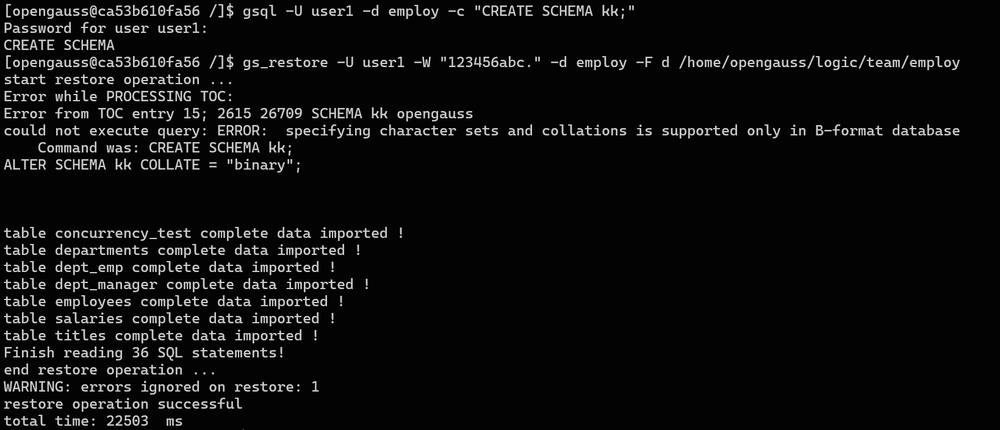 [opengauss@ca53b610fa56 /]$ gsql -U user1 -d employ -c "CREATE SCHEMA kk;"
Password for user user1:
CREATE SCHEMA
[opengauss@ca53b610fa56 /]$ gs_restore -U user1 -W "123456abc." -d employ -F d /home/opengauss/logic/team/employ
start restore operation ...
Error while PROCESSING TOC:
Error from TOC entry 15; 2615 26709 SCHEMA kk opengauss
could not execute query: ERROR:  specifying character sets and collations is supported only in B-format database
    Command was: CREATE SCHEMA kk;
ALTER SCHEMA kk COLLATE = "binary";
table concurrency_test complete data imported !
table departments complete data imported !
table dept_emp complete data imported !
table dept_manager complete data imported !
table employees complete data imported !
table salaries complete data imported !
table titles complete data imported !
Finish reading 36 SQL statements!
end restore operation ...
WARNING: errors ignored on restore: 1
restore operation successful
total time: 22503  ms